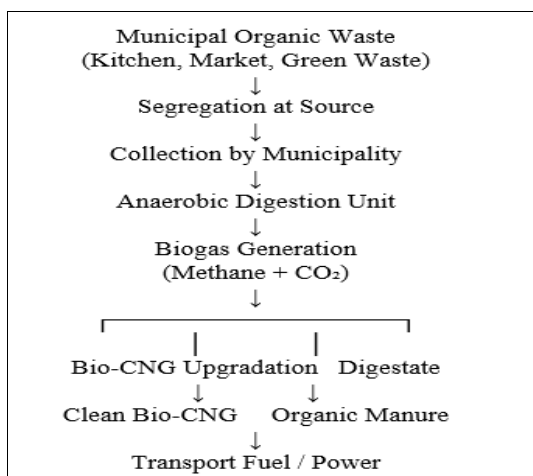 Municipal Organic Waste
(Kitchen, Market, Green Waste)
↓
Segregation at Source
↓
Collection by Municipality
↓
Anaerobic Digestion Unit
↓
Biogas Generation
(Methane + CO₂)
↓
Bio-CNG Upgradation Digestate
↓ ↓
Clean Bio-CNG Organic Manure
↓
Transport Fuel / Power